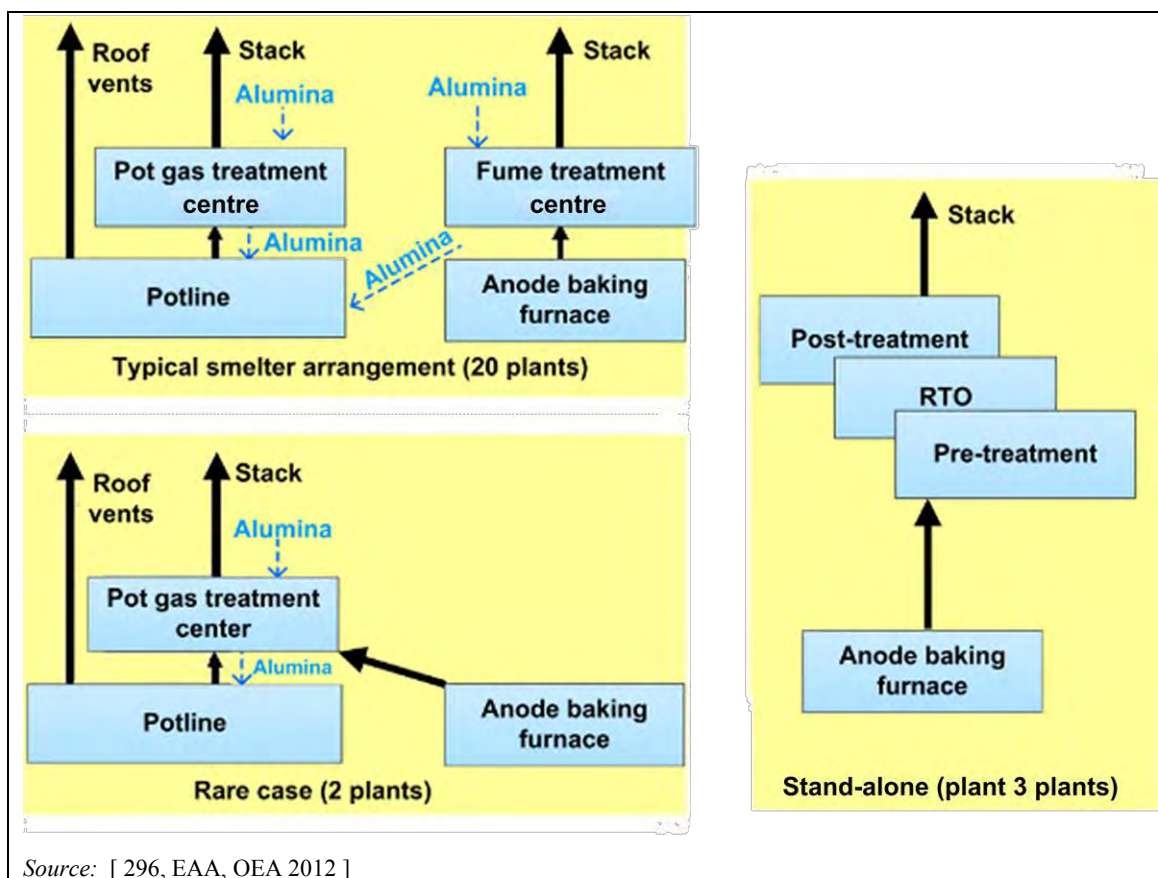 Roof
vents
Stack
Alumina
Pot gas treatment
centre
Alumina
Potline
Alumina
Stack
Alumina
Fume treatment
centre
Anode baking
furnace
Typical smelter arrangement (20 plants)
Roof
vents
Stack
Alumina
Pot gas treatment
center
Alumina
Potline
Anode baking
furnace
Rare case (2 plants)
Stack
Post-treatment
RTO
Pre-treatment
Anode baking
furnace
Stand-alone (plant 3 plants)
Source: [ 296, EAA, OEA 2012 ]